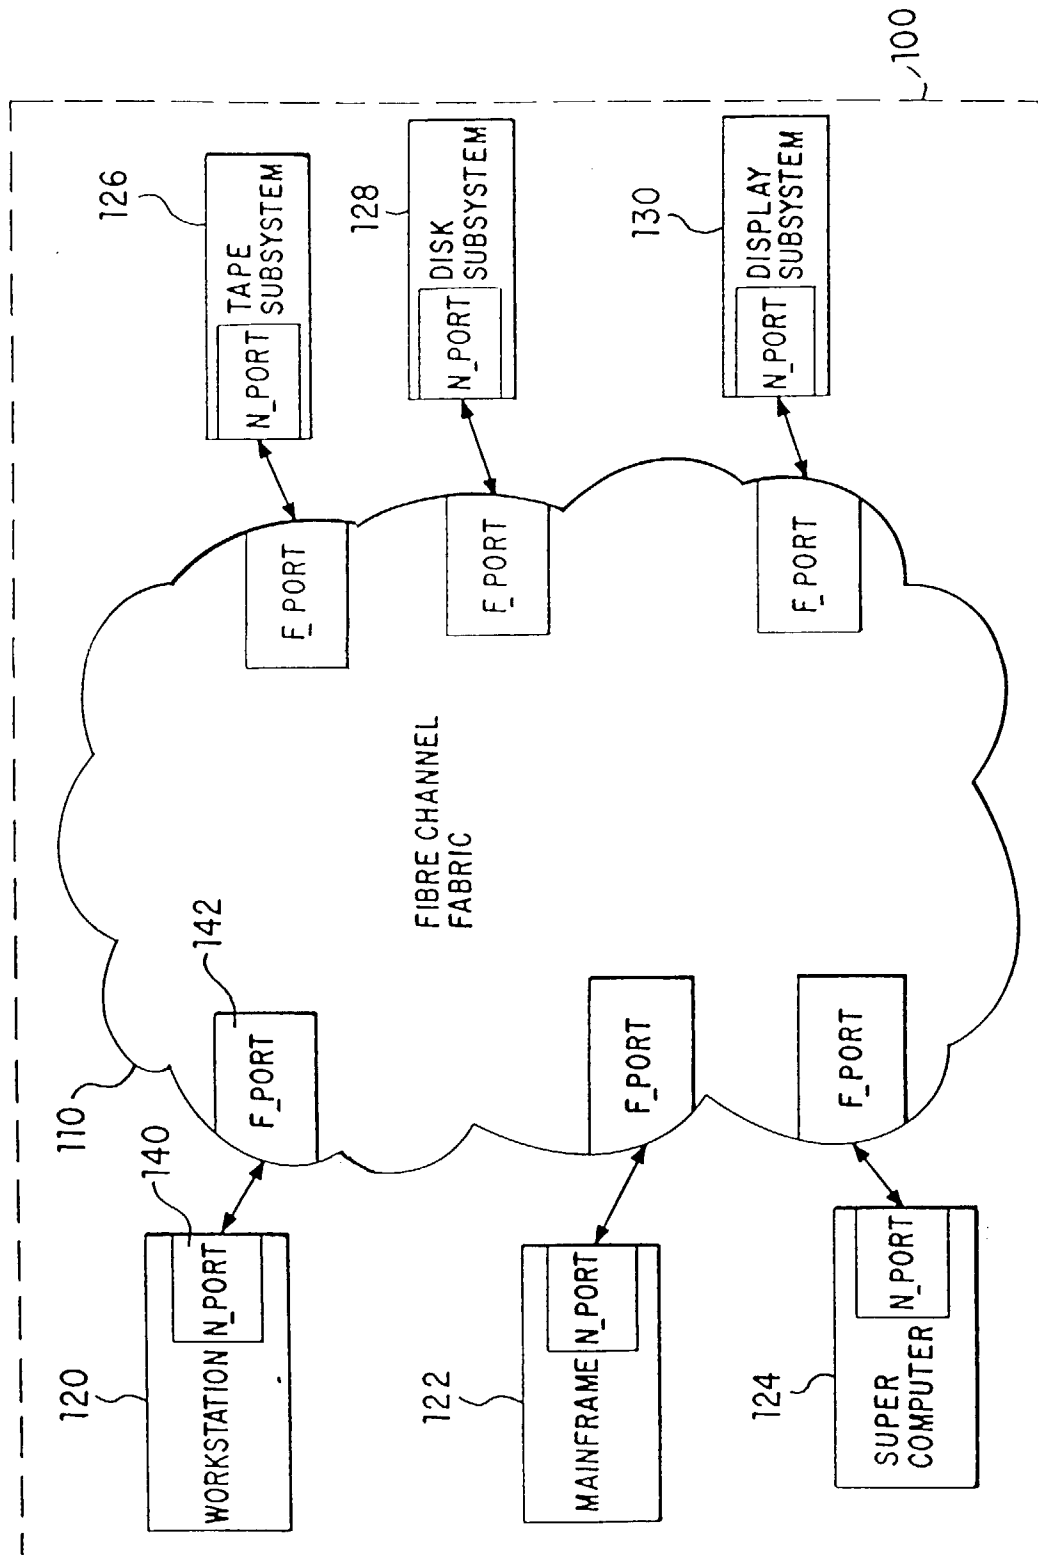 100
126
TAPE
SUBSYSTEM
N_PORT
128
DISK
SUBSYSTEM
N_PORT
130
DISPLAY
SUBSYSTEM
N_PORT
F_PORT
F_PORT
F_PORT
FIBRE CHANNEL
FABRIC
110
142
F_PORT
F_PORT
F_PORT
120
140
WORKSTATION
N_PORT
122
MAINFRAME
N_PORT
124
SUPER
COMPUTER
N_PORT